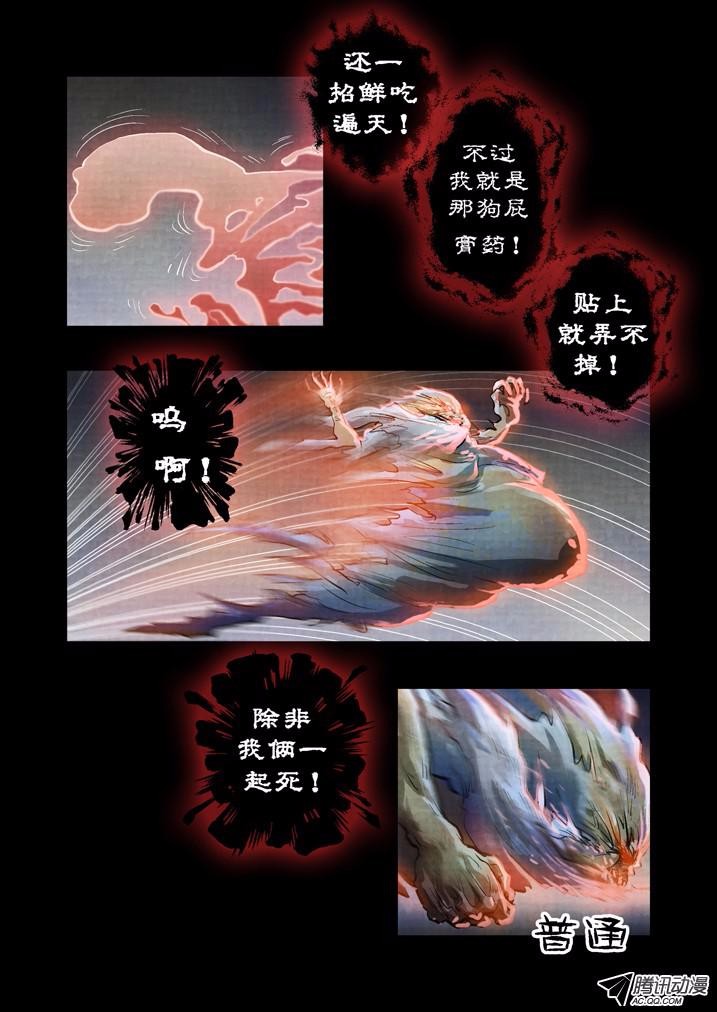 还一
招鲜吃
遍天！
不过
我就是
那狗屁
膏药！
贴上
就弄不
掉！
呜
啊！
除非
我俩一
起死！
普通
腾讯动漫
AC.QQ.COM